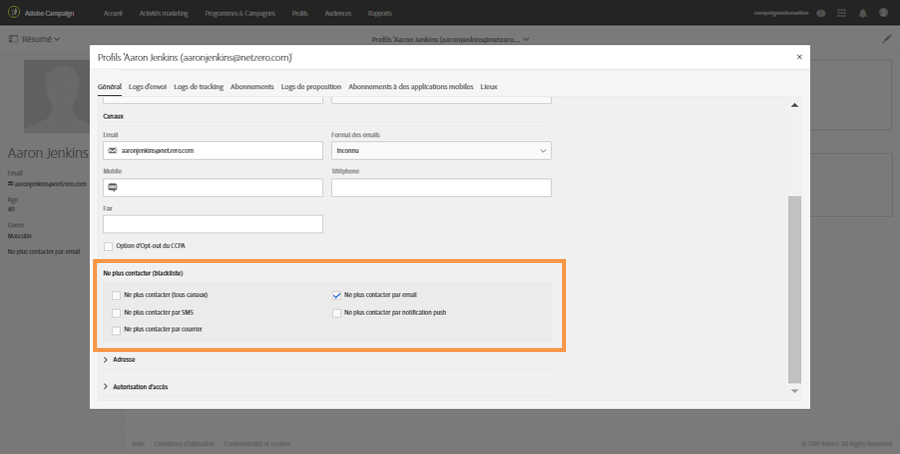 Adobe Campaign Accueil Activités marketing Programmes & Campagnes Profils Audiences Rapports campaignautomation
Résumé Profils 'Aaron Jenkins (aaronjenkins@netzero.com...
Profils 'Aaron Jenkins (aaronjenkins@netzero.com)'
Général Logs d'envoi Logs de tracking Abonnements Logs de proposition Abonnements à des applications mobiles Lieux
Aaron Jenkins
Email
aaronjenkins@netzero.com
Age
49
Genre
Masculin
Ne plus contacter par email
Canaux
Email Format des emails
aaronjenkins@netzero.com Inconnu
Mobile Téléphone
Fax
Option d'Opt-out du CCPA
Ne plus contacter (blackliste)
Ne plus contacter (tous canaux) Ne plus contacter par email
Ne plus contacter par SMS Ne plus contacter par notification push
Ne plus contacter par courrier
Adresse
Autorisation d'accès
Aide Conditions d'utilisation Confidentialité et cookies © 2019 Adobe. All Rights Reserved.